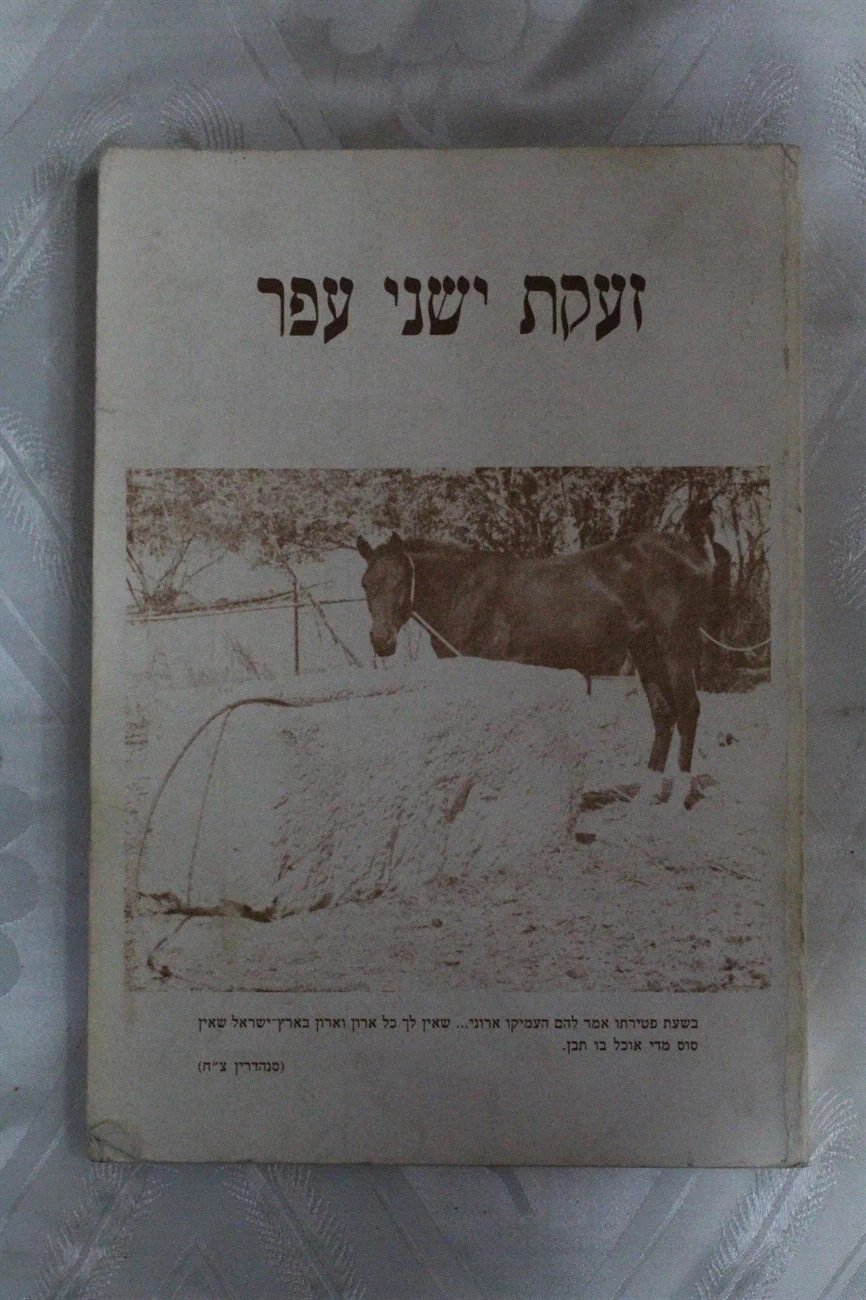 זעקת ישני עפר
בשעת פטירתו אמר להם העמיקו ארוני... שאין לך כל ארון וארון בארץ־ישראל שאין
סוס מדי אוכל בו תבן.
(סנהדרין צ״ח)